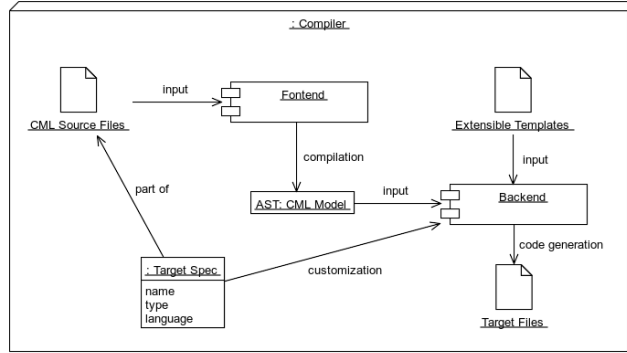 : Compiler
input
Fontend
CML Source Files
Extensible Templates
compilation
input
part of
AST: CML Model
input
Backend
: Target Spec
customization
code generation
name
type
language
Target Files